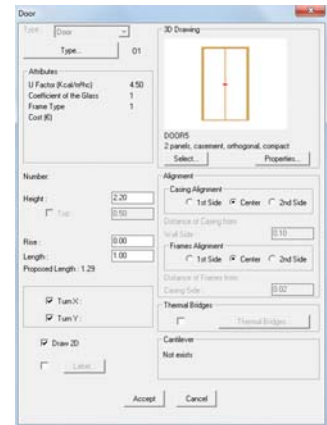 Door
Type : Door
Type... 01
Attributes
U Factor (Kcal/m²hc) 4.50
Coefficient of the Glass 1
Frame Type 1
Cost (€)
Number:
Height : 2.20
Top : 0.50
Rise : 0.00
Length : 1.00
Proposed Length : 1.29
Turn X :
Turn Y :
Draw 2D
Label
3D Drawing
DOOR5
2 panels, casement, orthogonal, compact
Select... Properties...
Alignment
Casing Alignment
1st Side Center 2nd Side
Distance of Casing from
Wall Side : 0.10
Frames Alignment
1st Side Center 2nd Side
Distance of Frames from
Casing Side : 0.02
Thermal Bridges
Thermal Bridges
Cantilever
Not exists
Accept Cancel